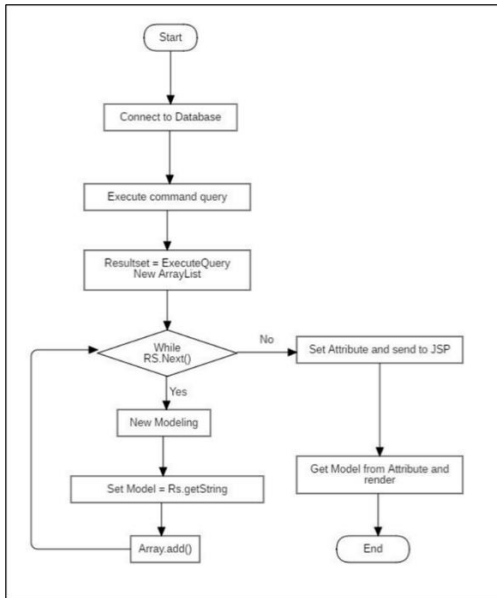 Start
Connect to Database
Execute command query
Resultset = ExecuteQuery
New ArrayList
While
RS.Next()
No
Set Attribute and send to JSP
Yes
New Modeling
Get Model from Attribute and
render
Set Model = Rs.getString
Array.add()
End